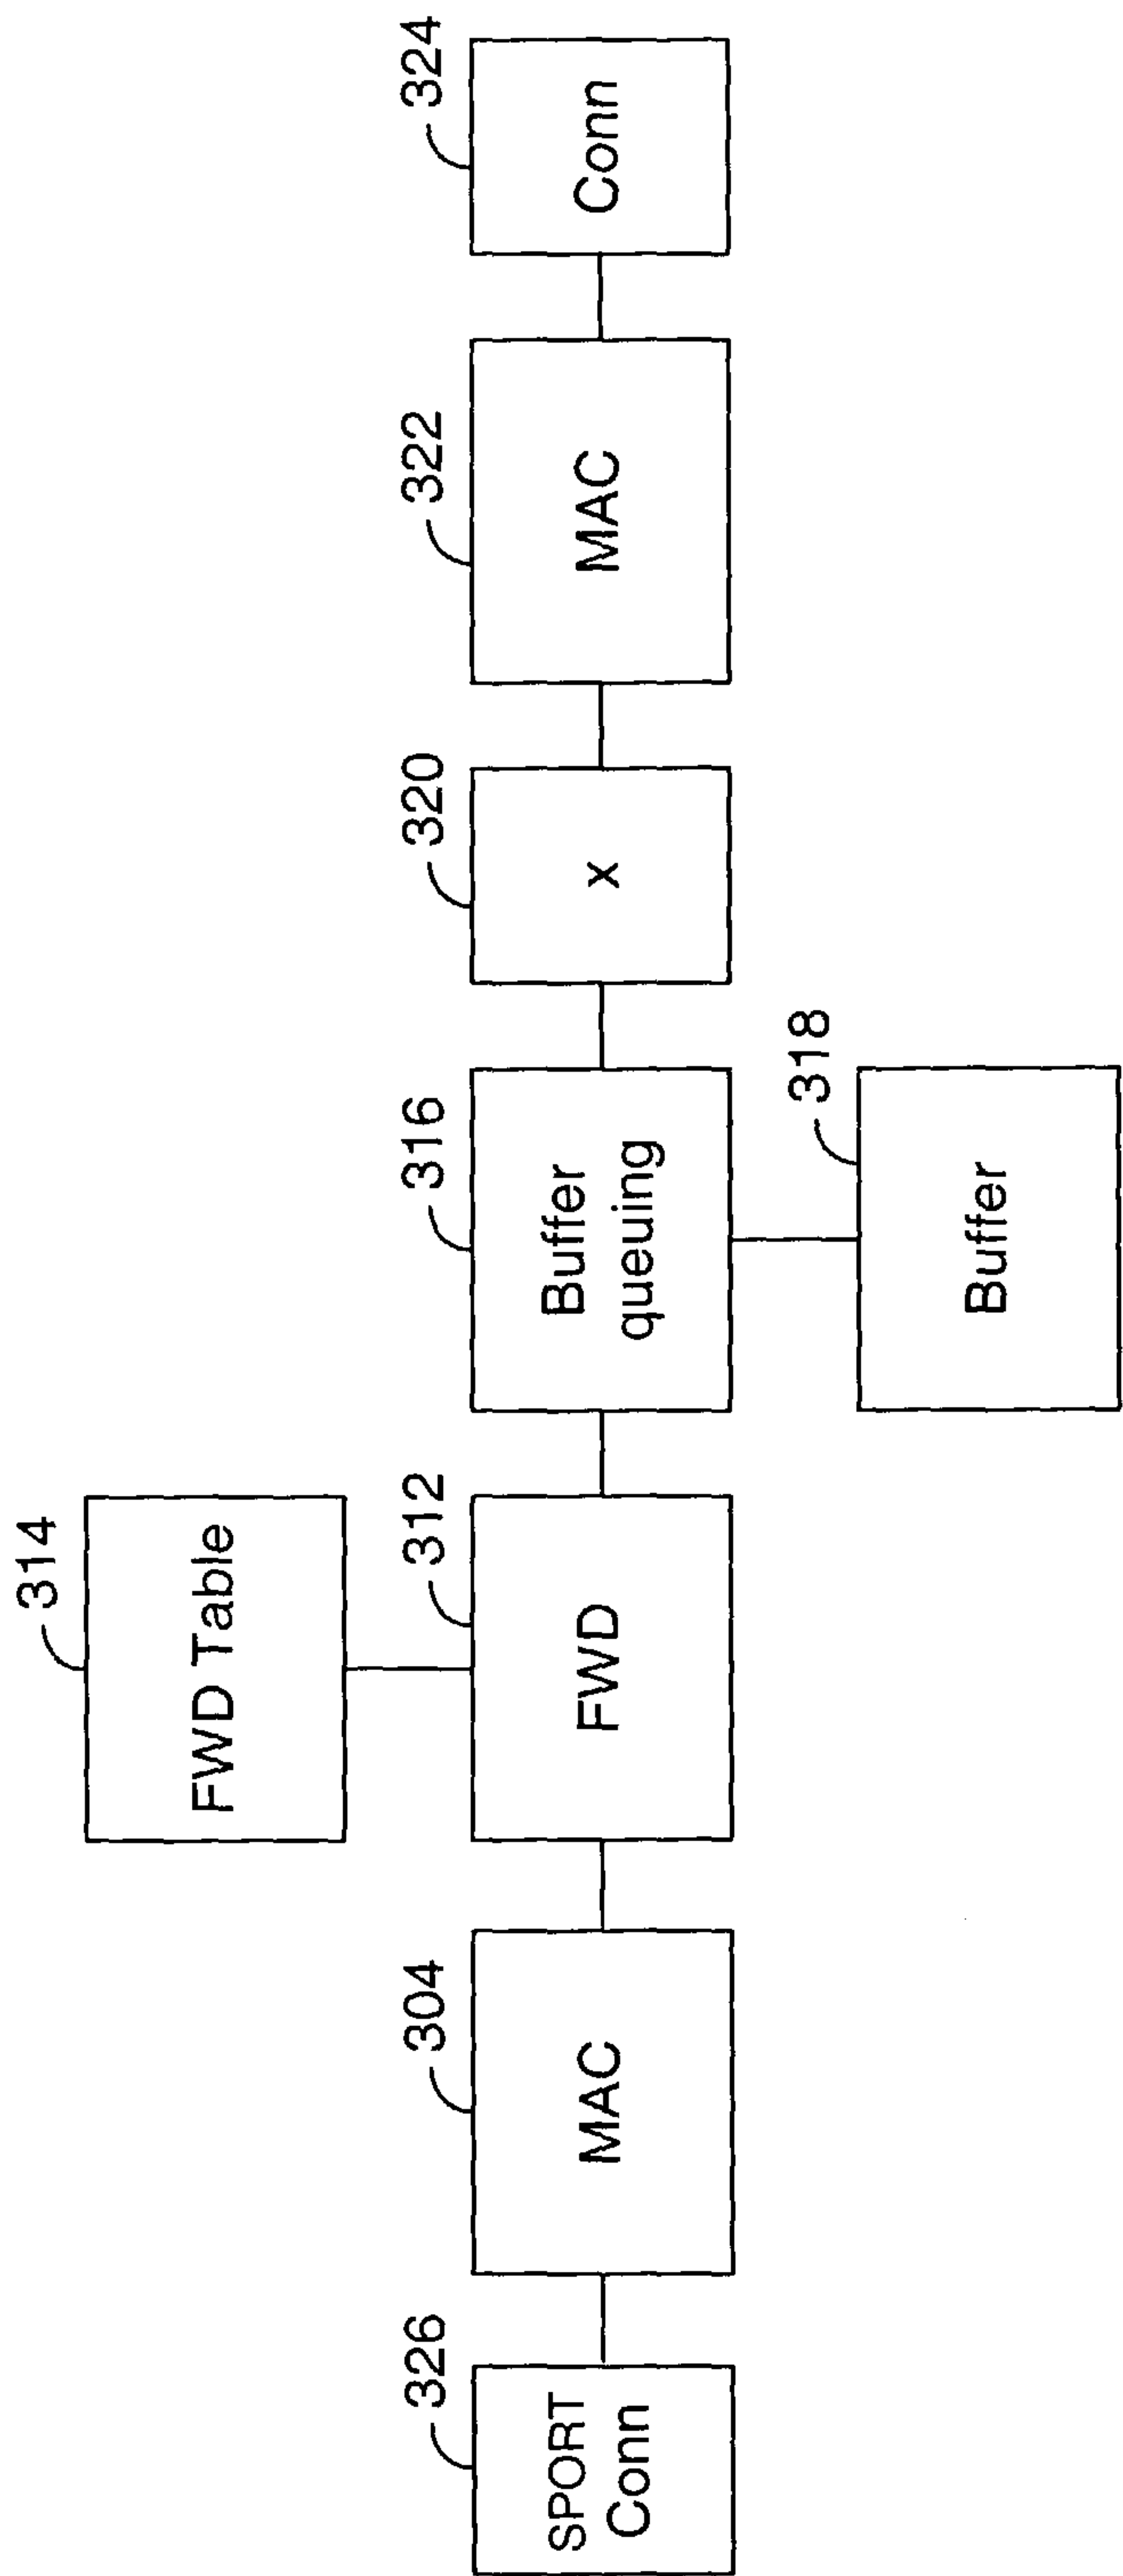 314
FWD Table
326
SPORT
Conn
304
MAC
312
FWD
316
Buffer
queuing
320
x
322
MAC
324
Conn
318
Buffer